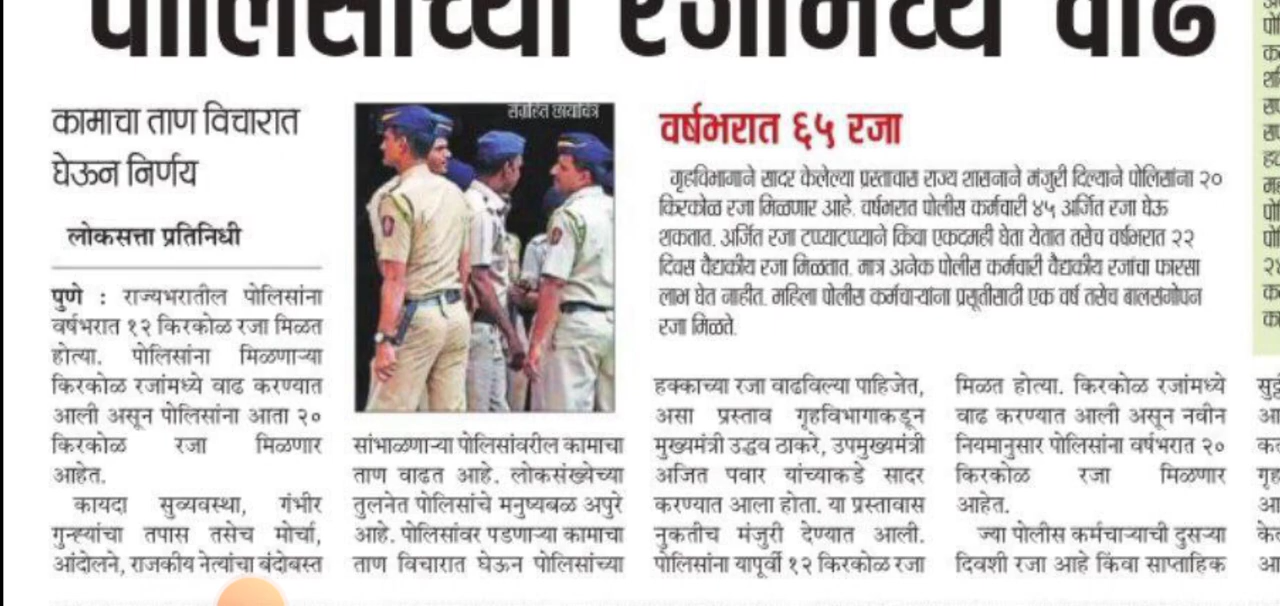 पोलिसांच्या रजांमध्ये वाढ
कामाचा ताण विचारात
घेऊन निर्णय
लोकसत्ता प्रतिनिधी
पुणे : राज्यभरातील पोलिसांना
वर्षभरात १२ किरकोळ रजा मिळत
होत्या. पोलिसांना मिळणाऱ्या
किरकोळ रजांमध्ये वाढ करण्यात
आली असून पोलिसांना आता २०
किरकोळ रजा मिळणार
आहेत.
कायदा सुव्यवस्था, गंभीर
गुन्ह्यांचा तपास तसेच मोर्चा,
आंदोलने, राजकीय नेत्यांचा बंदोबस्त
संग्रहित छायाचित्र
सांभाळणाऱ्या पोलिसांवरील कामाचा
ताण वाढत आहे. लोकसंख्येच्या
तुलनेत पोलिसांचे मनुष्यबळ अपुरे
आहे. पोलिसांवर पडणाऱ्या कामाचा
ताण विचारात घेऊन पोलिसांच्या
वर्षभरात ६५ रजा
गृहविभागाने सादर केलेल्या प्रस्तावास राज्य शासनाने मंजुरी दिल्याने पोलिसांना २०
किरकोळ रजा मिळणार आहे. वर्षभरात पोलीस कर्मचारी ४५ अर्जित रजा घेऊ
शकतात. अर्जित रजा टप्प्याटप्प्याने किंवा एकदमही घेता येतात तसेच वर्षभरात २२
दिवस वैद्यकीय रजा मिळतात. मात्र अनेक पोलीस कर्मचारी वैद्यकीय रजांचा फारसा
लाभ घेत नाहीत. महिला पोलीस कर्मचाऱ्यांना प्रसूतीसाठी एक वर्ष तसेच बालसंगोपन
रजा मिळते.
हक्काच्या रजा वाढविल्या पाहिजेत,
असा प्रस्ताव गृहविभागाकडून
मुख्यमंत्री उद्धव ठाकरे, उपमुख्यमंत्री
अजित पवार यांच्याकडे सादर
करण्यात आला होता. या प्रस्तावास
नुकतीच मंजुरी देण्यात आली.
पोलिसांना यापूर्वी १२ किरकोळ रजा
मिळत होत्या. किरकोळ रजांमध्ये
वाढ करण्यात आली असून नवीन
नियमानुसार पोलिसांना वर्षभरात २०
किरकोळ रजा मिळणार
आहेत.
ज्या पोलीस कर्मचाऱ्याची दुसऱ्या
दिवशी रजा आहे किंवा साप्ताहिक